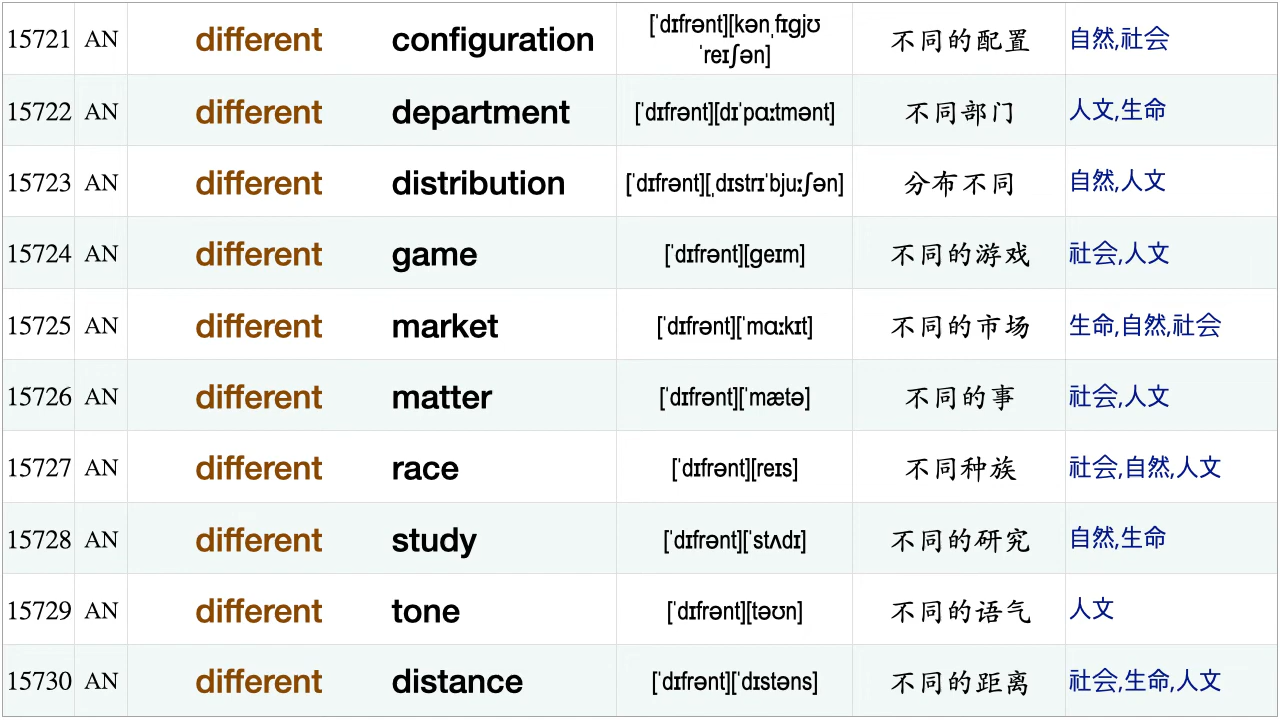 15721 AN different configuration [ˈdɪfrənt][kənˌfɪgjʊ 不同的配置 自然,社会
ˈreɪʃən]
15722 AN different department [ˈdɪfrənt][dɪˈpɑːtmənt] 不同部门 人文,生命
15723 AN different distribution [ˈdɪfrənt][ˌdɪstrɪˈbjuːʃən] 分布不同 自然,人文
15724 AN different game [ˈdɪfrənt][geɪm] 不同的游戏 社会,人文
15725 AN different market [ˈdɪfrənt][ˈmɑːkɪt] 不同的市场 生命,自然,社会
15726 AN different matter [ˈdɪfrənt][ˈmætə] 不同的事 社会,人文
15727 AN different race [ˈdɪfrənt][reɪs] 不同种族 社会,自然,人文
15728 AN different study [ˈdɪfrənt][ˈstʌdɪ] 不同的研究 自然,生命
15729 AN different tone [ˈdɪfrənt][təʊn] 不同的语气 人文
15730 AN different distance [ˈdɪfrənt][ˈdɪstəns] 不同的距离 社会,生命,人文